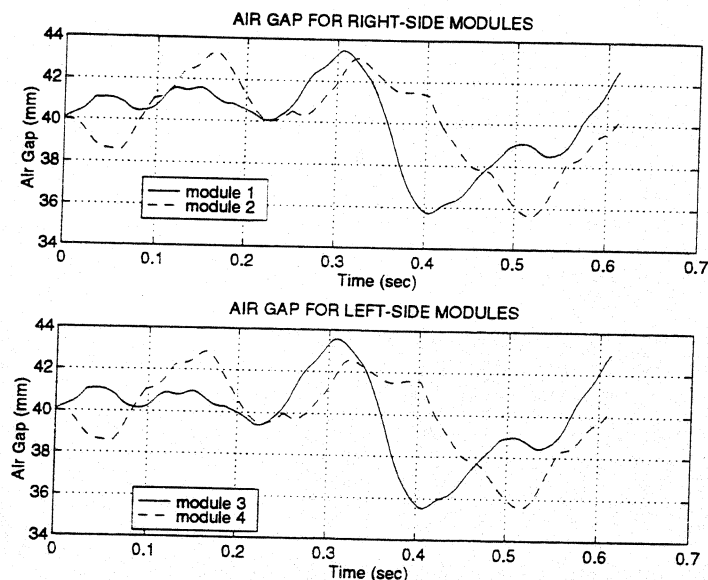 AIR GAP FOR RIGHT-SIDE MODULES
44
42
40
38
36
34
Air Gap (mm)
module 1
module 2
0 0.1 0.2 0.3 0.4 0.5 0.6 0.7
Time (sec)
AIR GAP FOR LEFT-SIDE MODULES
44
42
40
38
36
34
Air Gap (mm)
module 3
module 4
0 0.1 0.2 0.3 0.4 0.5 0.6 0.7
Time (sec)